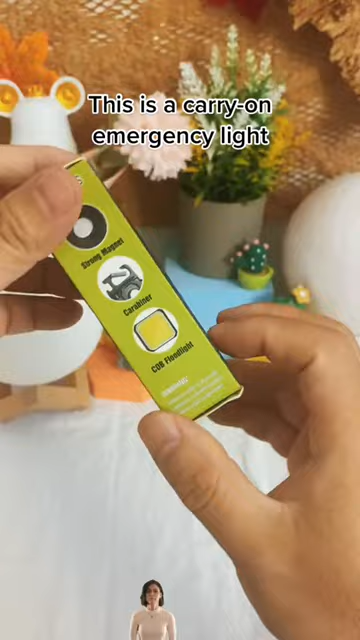 This is a carry-on
emergency light
Strong Magnet
Carabiner
COB Floodlight